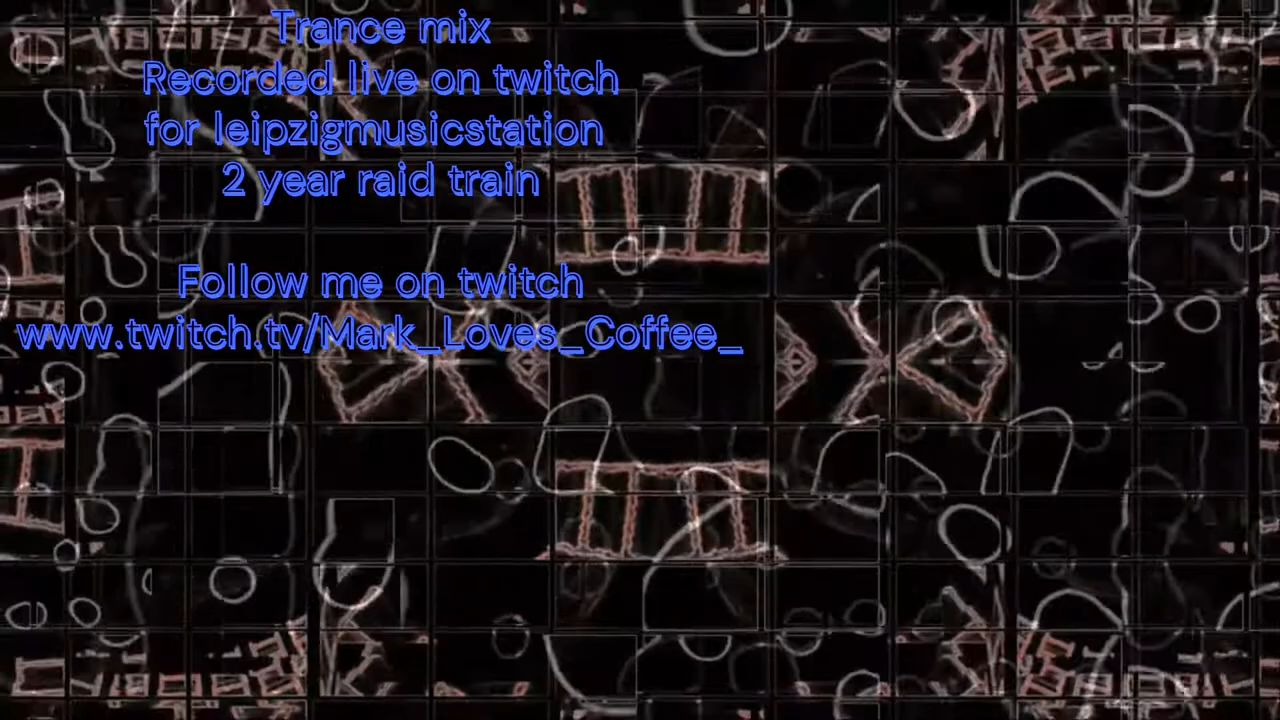 Trance mix
Recorded live on twitch
for leipzigmusicstation
2 year raid train
Follow me on twitch
www.twitch.tv/Mark_Loves_Coffee_